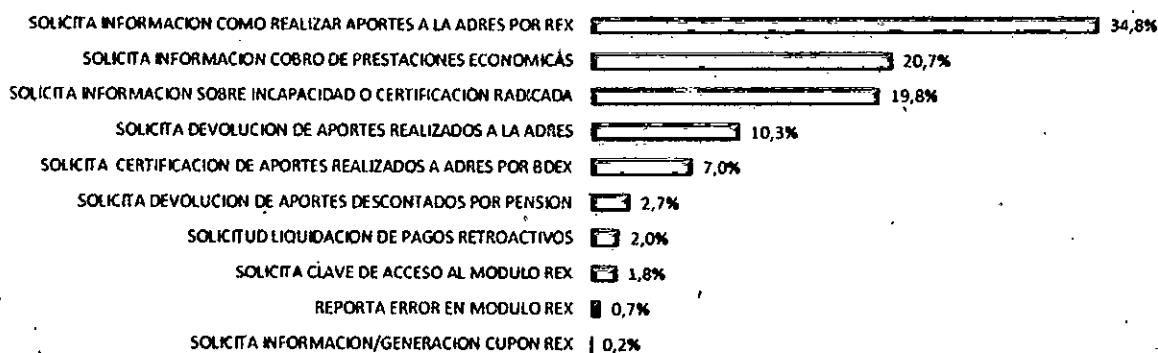 SOLICITA INFORMACION COMO REALIZAR APORTES A LA ADRES POR REX 34,8%
SOLICITA INFORMACION COBRO DE PRESTACIONES ECONOMICAS 20,7%
SOLICITA INFORMACION SOBRE INCAPACIDAD O CERTIFICACION RADICADA 19,8%
SOLICITA DEVOLUCION DE APORTES REALIZADOS A LA ADRES 10,3%
SOLICITA CERTIFICACION DE APORTES REALIZADOS A ADRES POR BDEX 7,0%
SOLICITA DEVOLUCION DE APORTES DESCONTADOS POR PENSION 2,7%
SOLICITUD LIQUIDACION DE PAGOS RETROACTIVOS 2,0%
SOLICITA CLAVE DE ACCESO AL MODULO REX 1,8%
REPORTA ERROR EN MODULO REX 0,7%
SOLICITA INFORMACION/GENERACION CUPON REX 0,2%